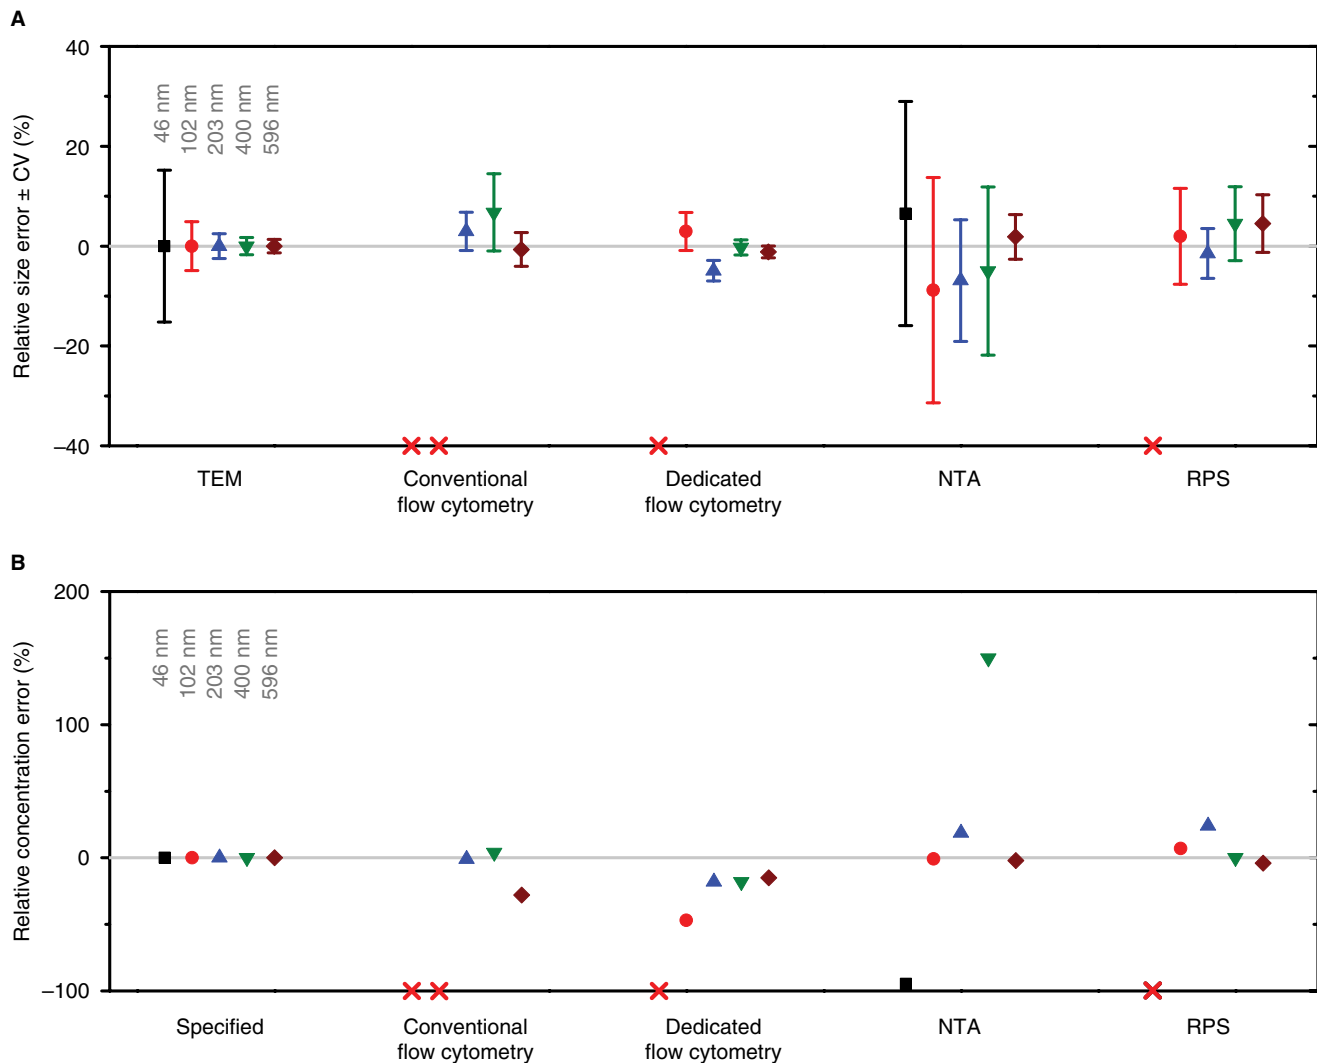 A
Relative size error ± CV (%)
40
20
0
–20
–40
46 nm
102 nm
203 nm
400 nm
596 nm
TEM
Conventional
flow cytometry
Dedicated
flow cytometry
NTA
RPS
B
Relative concentration error (%)
200
100
0
–100
46 nm
102 nm
203 nm
400 nm
596 nm
Specified
Conventional
flow cytometry
Dedicated
flow cytometry
NTA
RPS